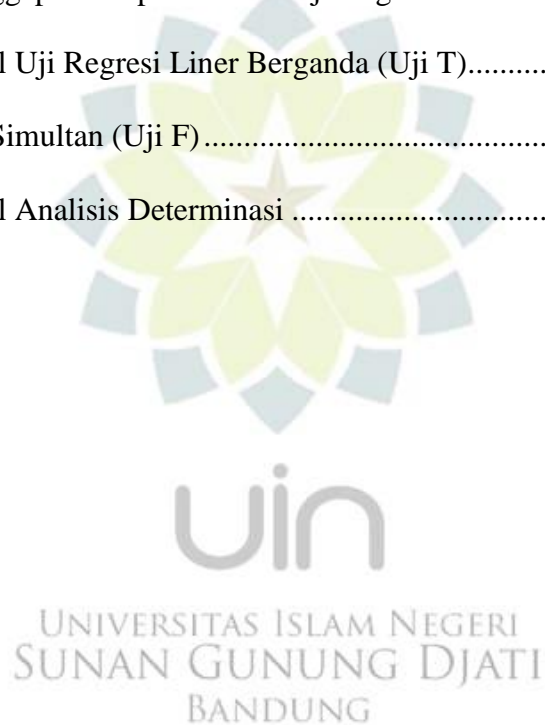 l Uji Regresi Liner Berganda (Uji T)..........
Simultan (Uji F) ..........................................
l Analisis Determinasi ................................
uin
UNIVERSITAS ISLAM NEGERI
SUNAN GUNUNG DJATI
BANDUNG